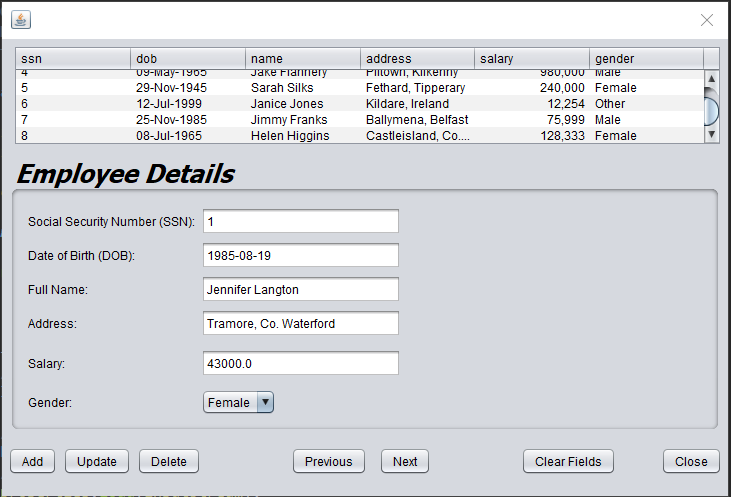 ssn dob name address salary gender
4 09-May-1965 Jake Flannery Piltown, Kilkenny 980,000 Male
5 29-Nov-1945 Sarah Silks Fethard, Tipperary 240,000 Female
6 12-Jul-1999 Janice Jones Kildare, Ireland 12,254 Other
7 25-Nov-1985 Jimmy Franks Ballymena, Belfast 75,999 Male
8 08-Jul-1965 Helen Higgins Castleisland, Co.... 128,333 Female
Employee Details
Social Security Number (SSN): 1
Date of Birth (DOB): 1985-08-19
Full Name: Jennifer Langton
Address: Tramore, Co. Waterford
Salary: 43000.0
Gender: Female
Add Update Delete Previous Next Clear Fields Close